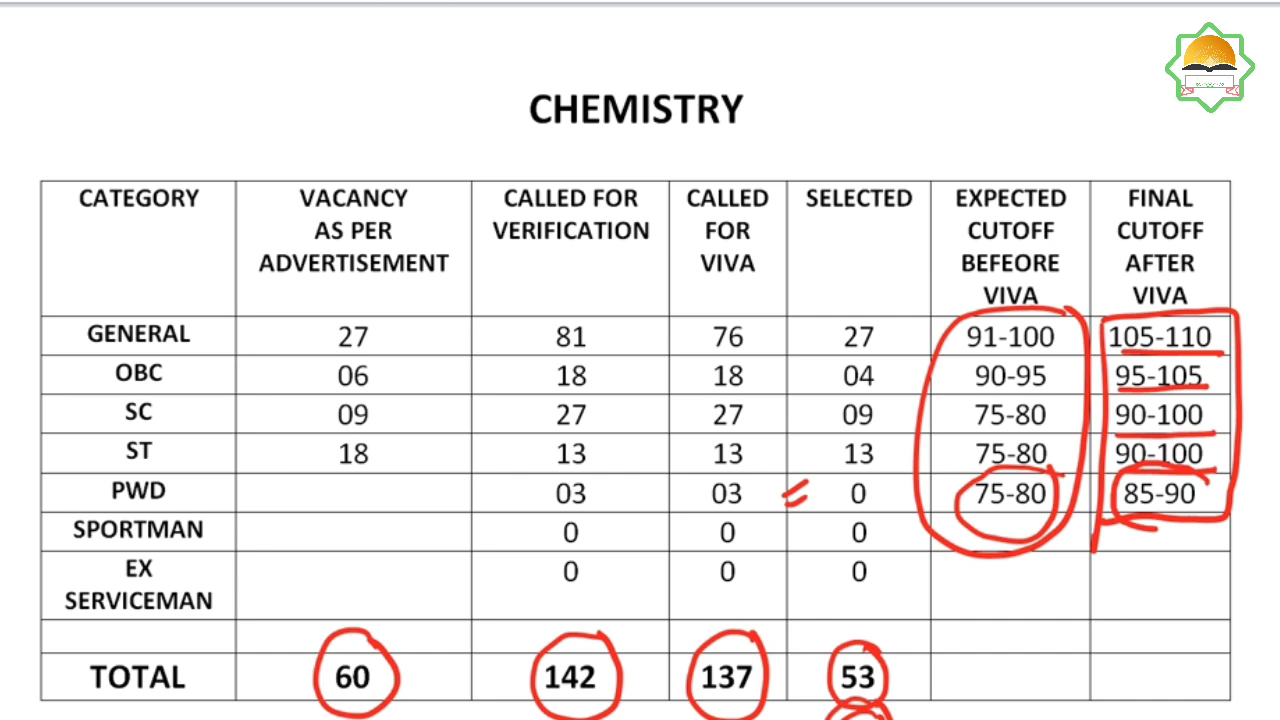 CHEMISTRY
CATEGORY VACANCY AS PER ADVERTISEMENT CALLED FOR VERIFICATION CALLED FOR VIVA SELECTED EXPECTED CUTOFF BEFEORE VIVA FINAL CUTOFF AFTER VIVA
GENERAL 27 81 76 27 91-100 105-110
OBC 06 18 18 04 90-95 95-105
SC 09 27 27 09 75-80 90-100
ST 18 13 13 13 75-80 90-100
PWD 03 03 0 75-80 85-90
SPORTMAN 0 0 0
EX SERVICEMAN 0 0 0
TOTAL 60 142 137 53